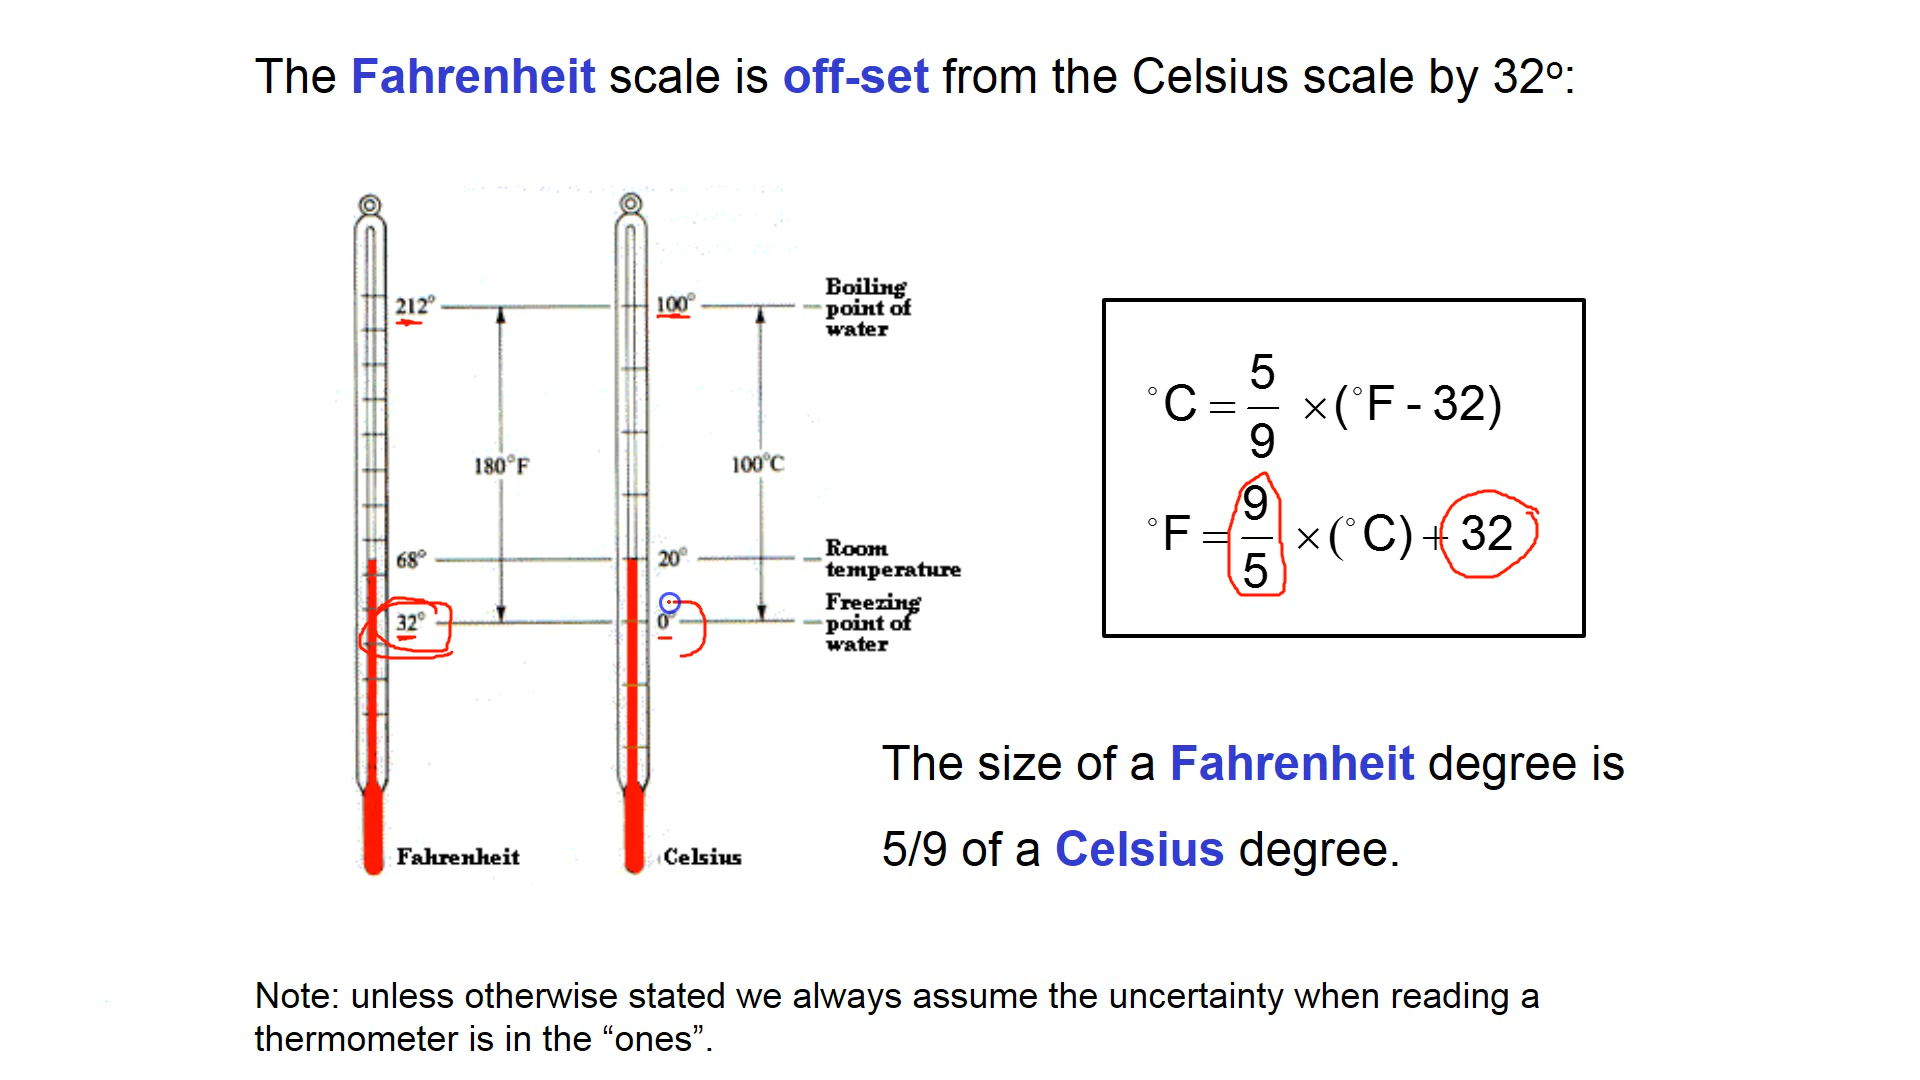 The Fahrenheit scale is off-set from the Celsius scale by 32º:
212°
100°
Boiling
point of
water
180°F
100°C
68°
20°
Room
temperature
32°
0°
Freezing
point of
water
Fahrenheit
Celsius
°C = 5/9 ×(°F - 32)
°F = 9/5 ×(°C) + 32
The size of a Fahrenheit degree is
5/9 of a Celsius degree.
Note: unless otherwise stated we always assume the uncertainty when reading a
thermometer is in the “ones”.